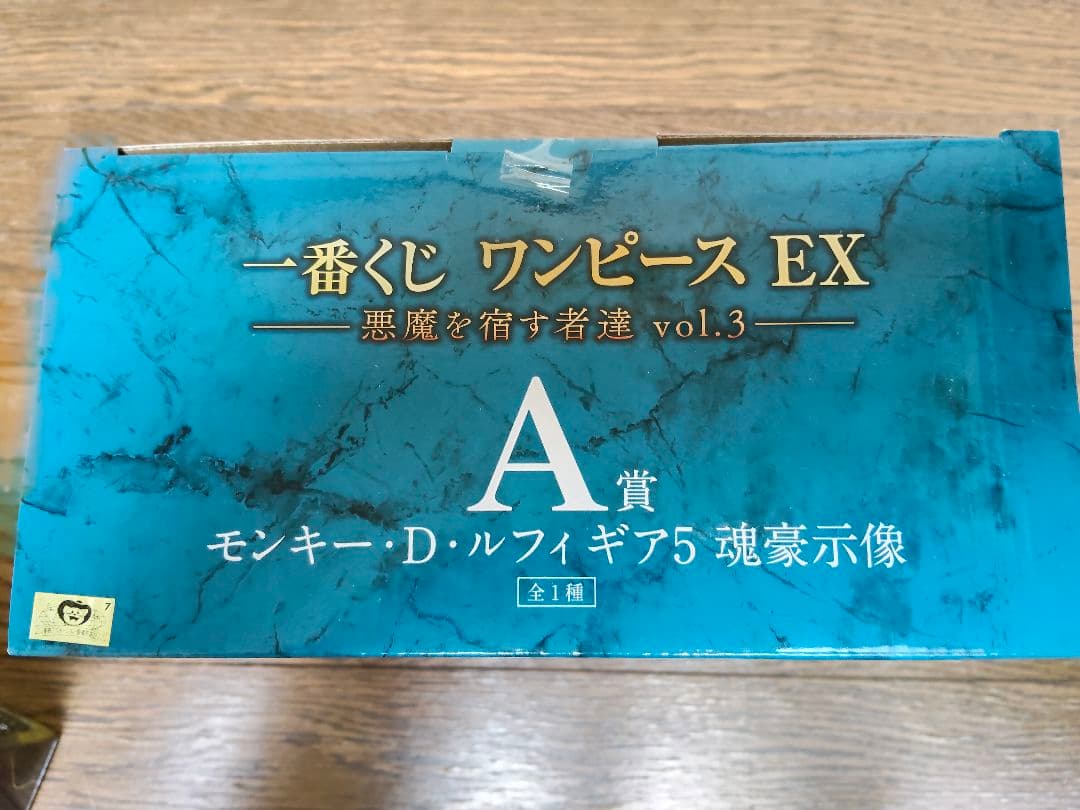 一番くじ ワンピース EX
悪魔を宿す者達 vol.3
A賞
モンキー・D・ルフィ ギア5 魂豪示像
全1種
7